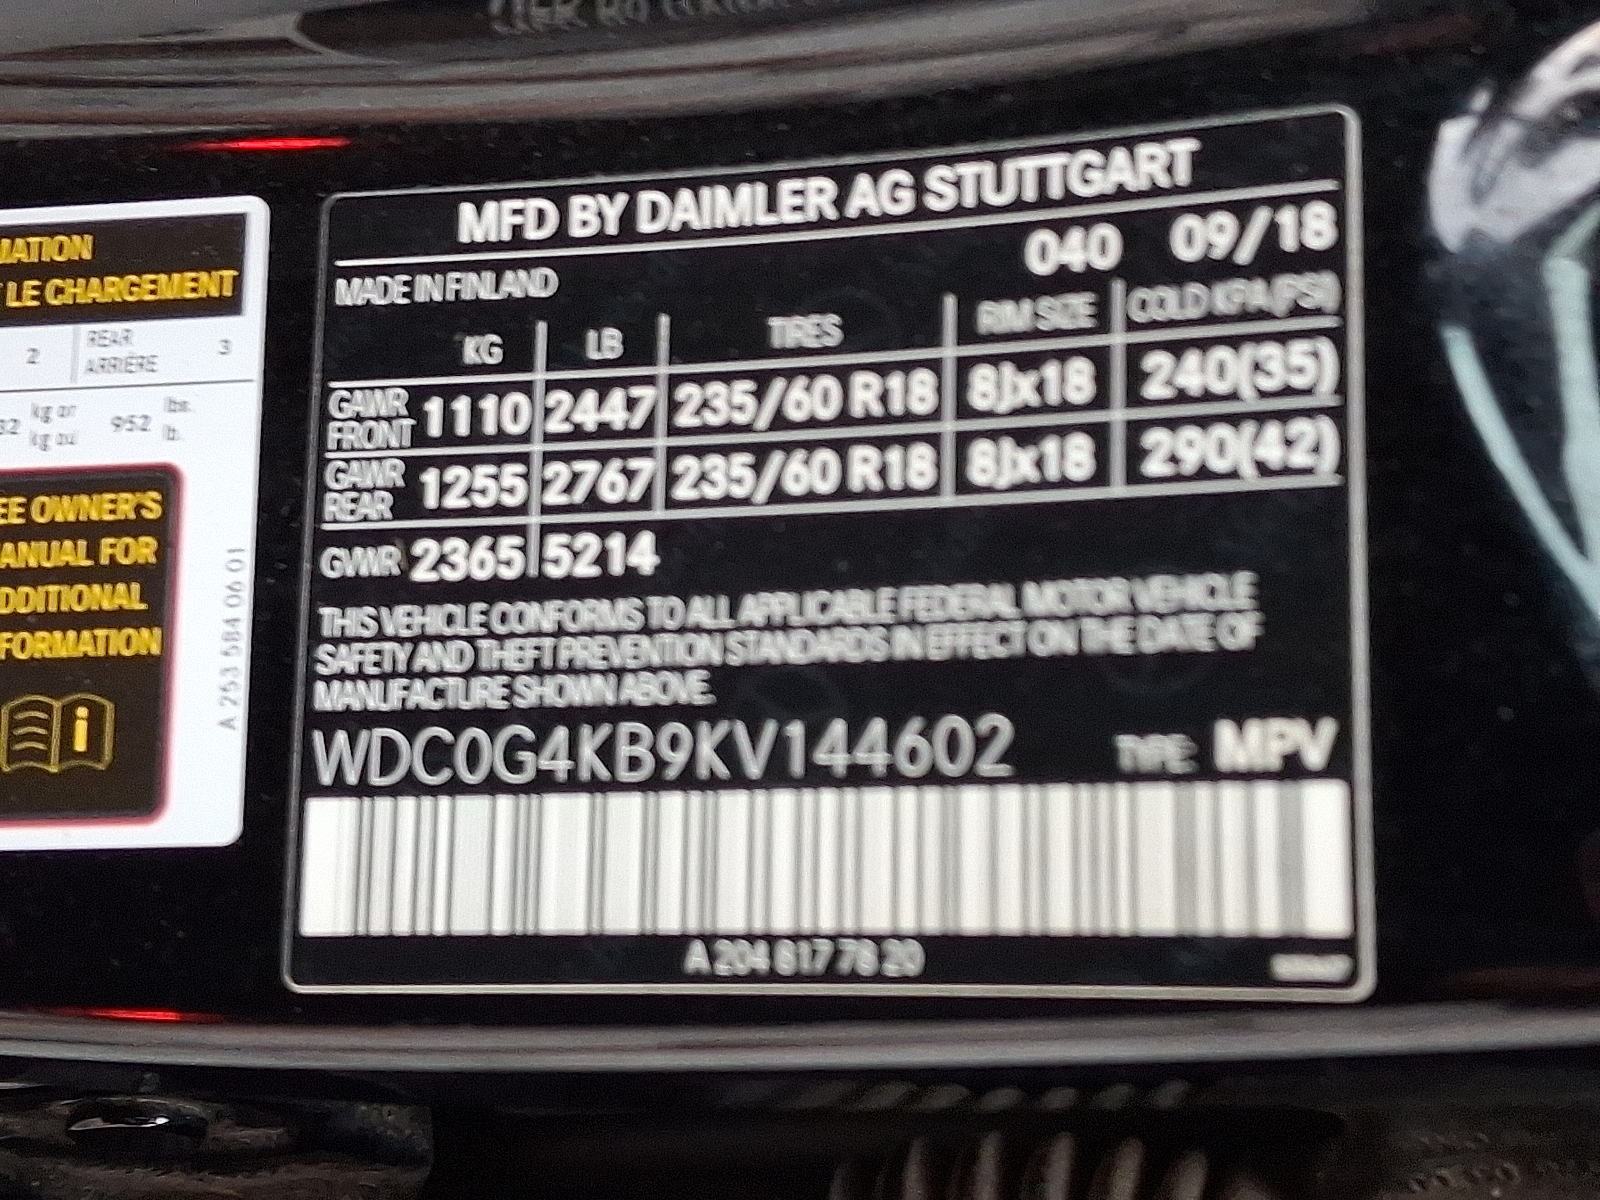 MATION
LE CHARGEMENT
2 REAR ARRIÈRE 3
kg or kg ou 952 lbs. lb.
EE OWNER'S
ANUAL FOR
DDITIONAL
FORMATION
A 253 584 06 01
MFD BY DAIMLER AG STUTTGART
MADE IN FINLAND 040 09/18
KG LB TIRES RIM SIZE COLD KPA(PSI)
GAWR FRONT 1110 2447 235/60 R18 8Jx18 240(35)
GAWR REAR 1255 2767 235/60 R18 8Jx18 290(42)
GVWR 2365 5214
THIS VEHICLE CONFORMS TO ALL APPLICABLE FEDERAL MOTOR VEHICLE
SAFETY AND THEFT PREVENTION STANDARDS IN EFFECT ON THE DATE OF
MANUFACTURE SHOWN ABOVE.
WDC0G4KB9KV144602 TYPE: MPV
A 204 817 78 20